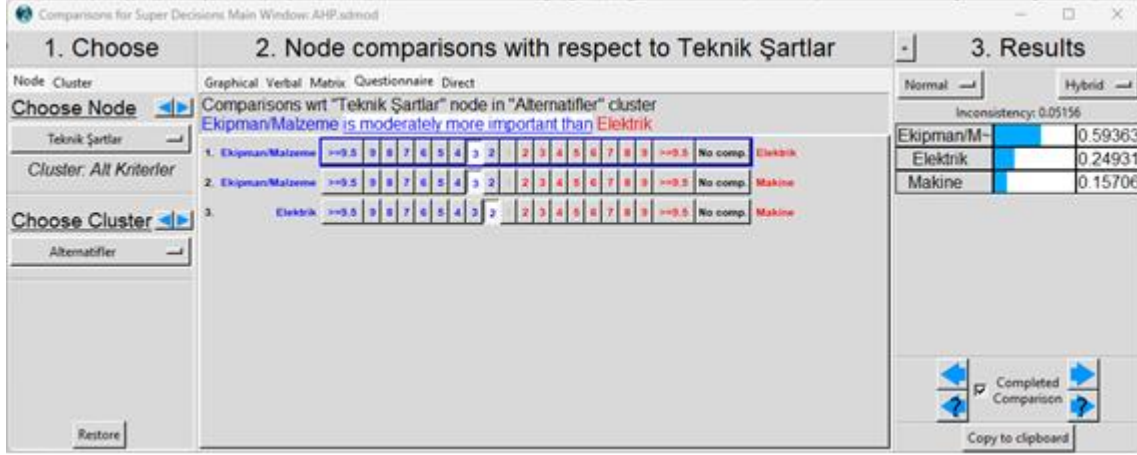 Comparisons for Super Decisions Main Window: AHP.sdmod
1. Choose
2. Node comparisons with respect to Teknik Şartlar
- 3. Results
Node Cluster
Choose Node
Teknik Şartlar
Cluster: Alt Kriterler
Choose Cluster
Alternatifler
Restore
Graphical Verbal Matrix Questionnaire Direct
Comparisons wrt "Teknik Şartlar" node in "Alternatifler" cluster
Ekipman/Malzeme is moderately more important than Elektrik
1. Ekipman/Malzeme >=9.5 9 8 7 6 5 4 3 2 2 3 4 5 6 7 8 9 >=9.5 No comp. Elektrik
2. Ekipman/Malzeme >=9.5 9 8 7 6 5 4 3 2 2 3 4 5 6 7 8 9 >=9.5 No comp. Makine
3. Elektrik >=9.5 9 8 7 6 5 4 3 2 2 3 4 5 6 7 8 9 >=9.5 No comp. Makine
Normal Hybrid
Inconsistency: 0.05156
Ekipman/M~ 0.59363
Elektrik 0.24931
Makine 0.15706
Completed
Comparison
? ?
Copy to clipboard